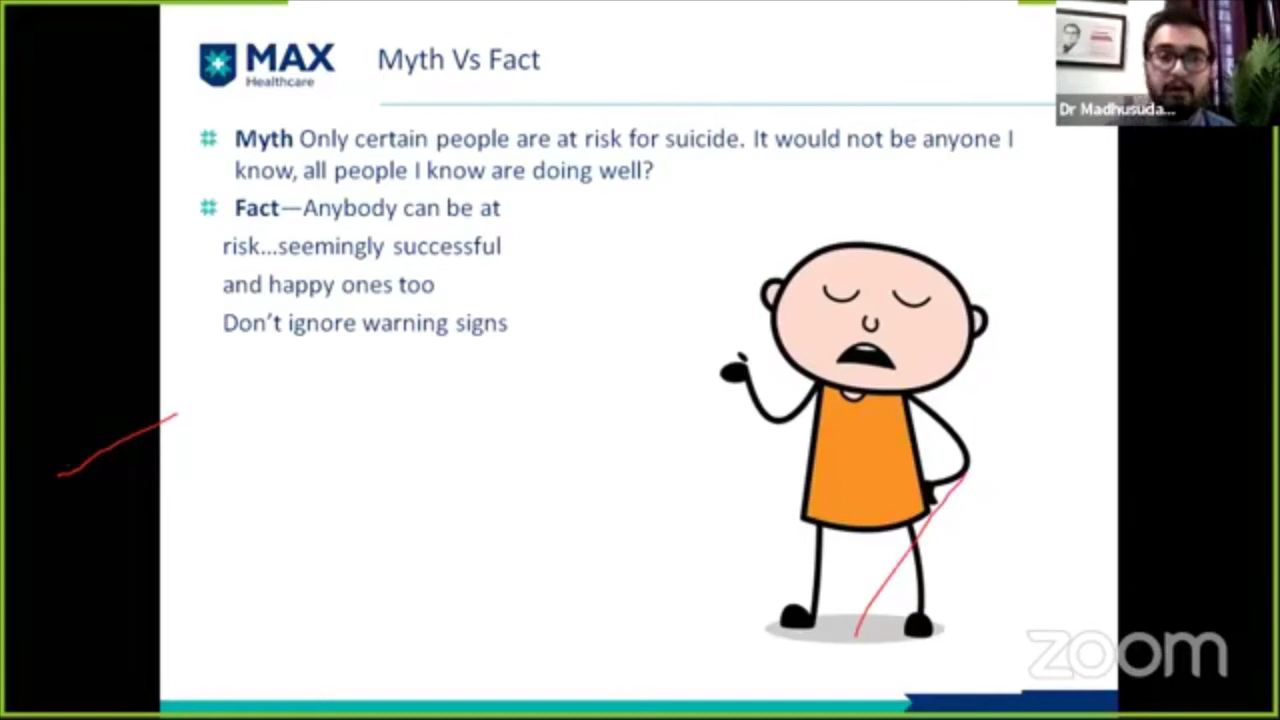 MAX
Healthcare
Myth Vs Fact
Dr Madhusuda...
# Myth Only certain people are at risk for suicide. It would not be anyone I
know, all people I know are doing well?
# Fact—Anybody can be at
risk...seemingly successful
and happy ones too
Don't ignore warning signs
zoom